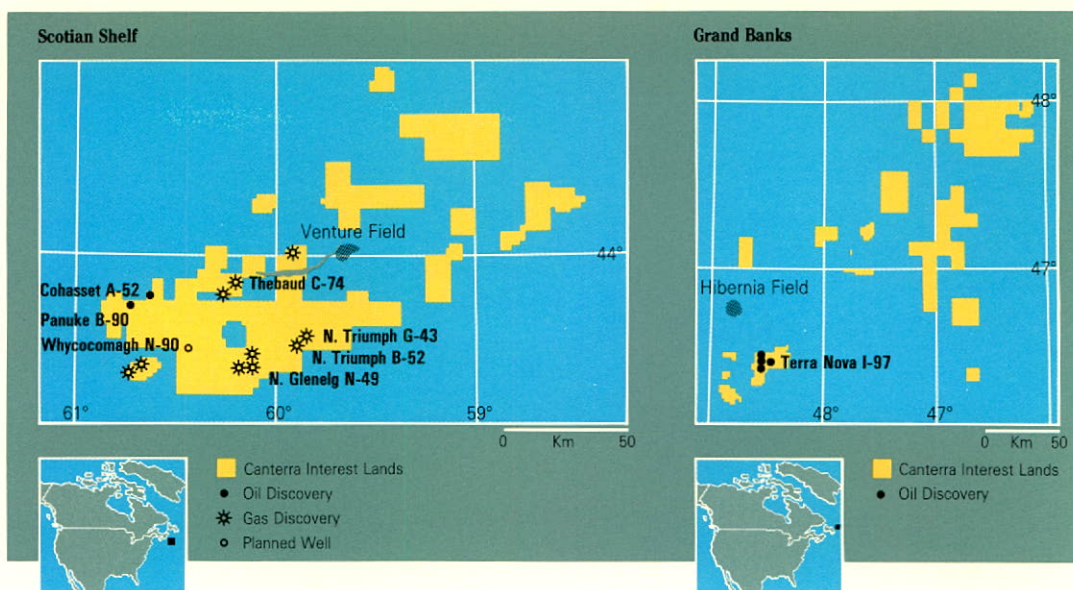 Scotian Shelf
Venture Field
44°
Thebaud C-74
Cohasset A-52
Panuke B-90
Whycocomagh N-90
N. Triumph G-43
N. Triumph B-52
N. Glenelg N-49
61°
60°
59°
0 Km 50
Canterra Interest Lands
Oil Discovery
Gas Discovery
Planned Well
Grand Banks
48°
47°
Hibernia Field
Terra Nova I-97
48°
47°
0 Km 50
Canterra Interest Lands
Oil Discovery